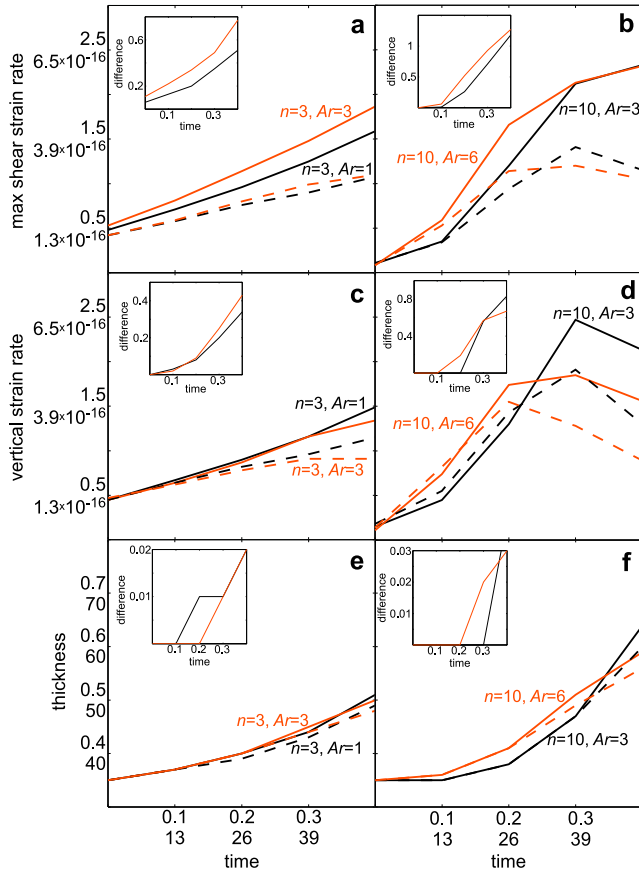 a
max shear strain rate
2.5
6.5×10-16
1.5
3.9×10-16
0.5
1.3×10-16
difference
0.6
0.2
0.1
0.3
time
n=3, Ar=3
n=3, Ar=1
b
difference
1
0.5
0.1
0.3
time
n=10, Ar=3
n=10, Ar=6
c
vertical strain rate
2.5
6.5×10-16
1.5
3.9×10-16
0.5
1.3×10-16
difference
0.4
0.2
0.1
0.3
time
n=3, Ar=1
n=3, Ar=3
d
difference
0.8
0.4
0.1
0.3
time
n=10, Ar=3
n=10, Ar=6
e
thickness
0.7
70
0.6
60
0.5
50
0.4
40
difference
0.02
0.01
0.1 0.2 0.3
time
n=3, Ar=3
n=3, Ar=1
f
difference
0.03
0.02
0.01
0.1 0.2 0.3
time
n=10, Ar=6
n=10, Ar=3
0.1 0.2 0.3
13 26 39
time
0.1 0.2 0.3
13 26 39
time